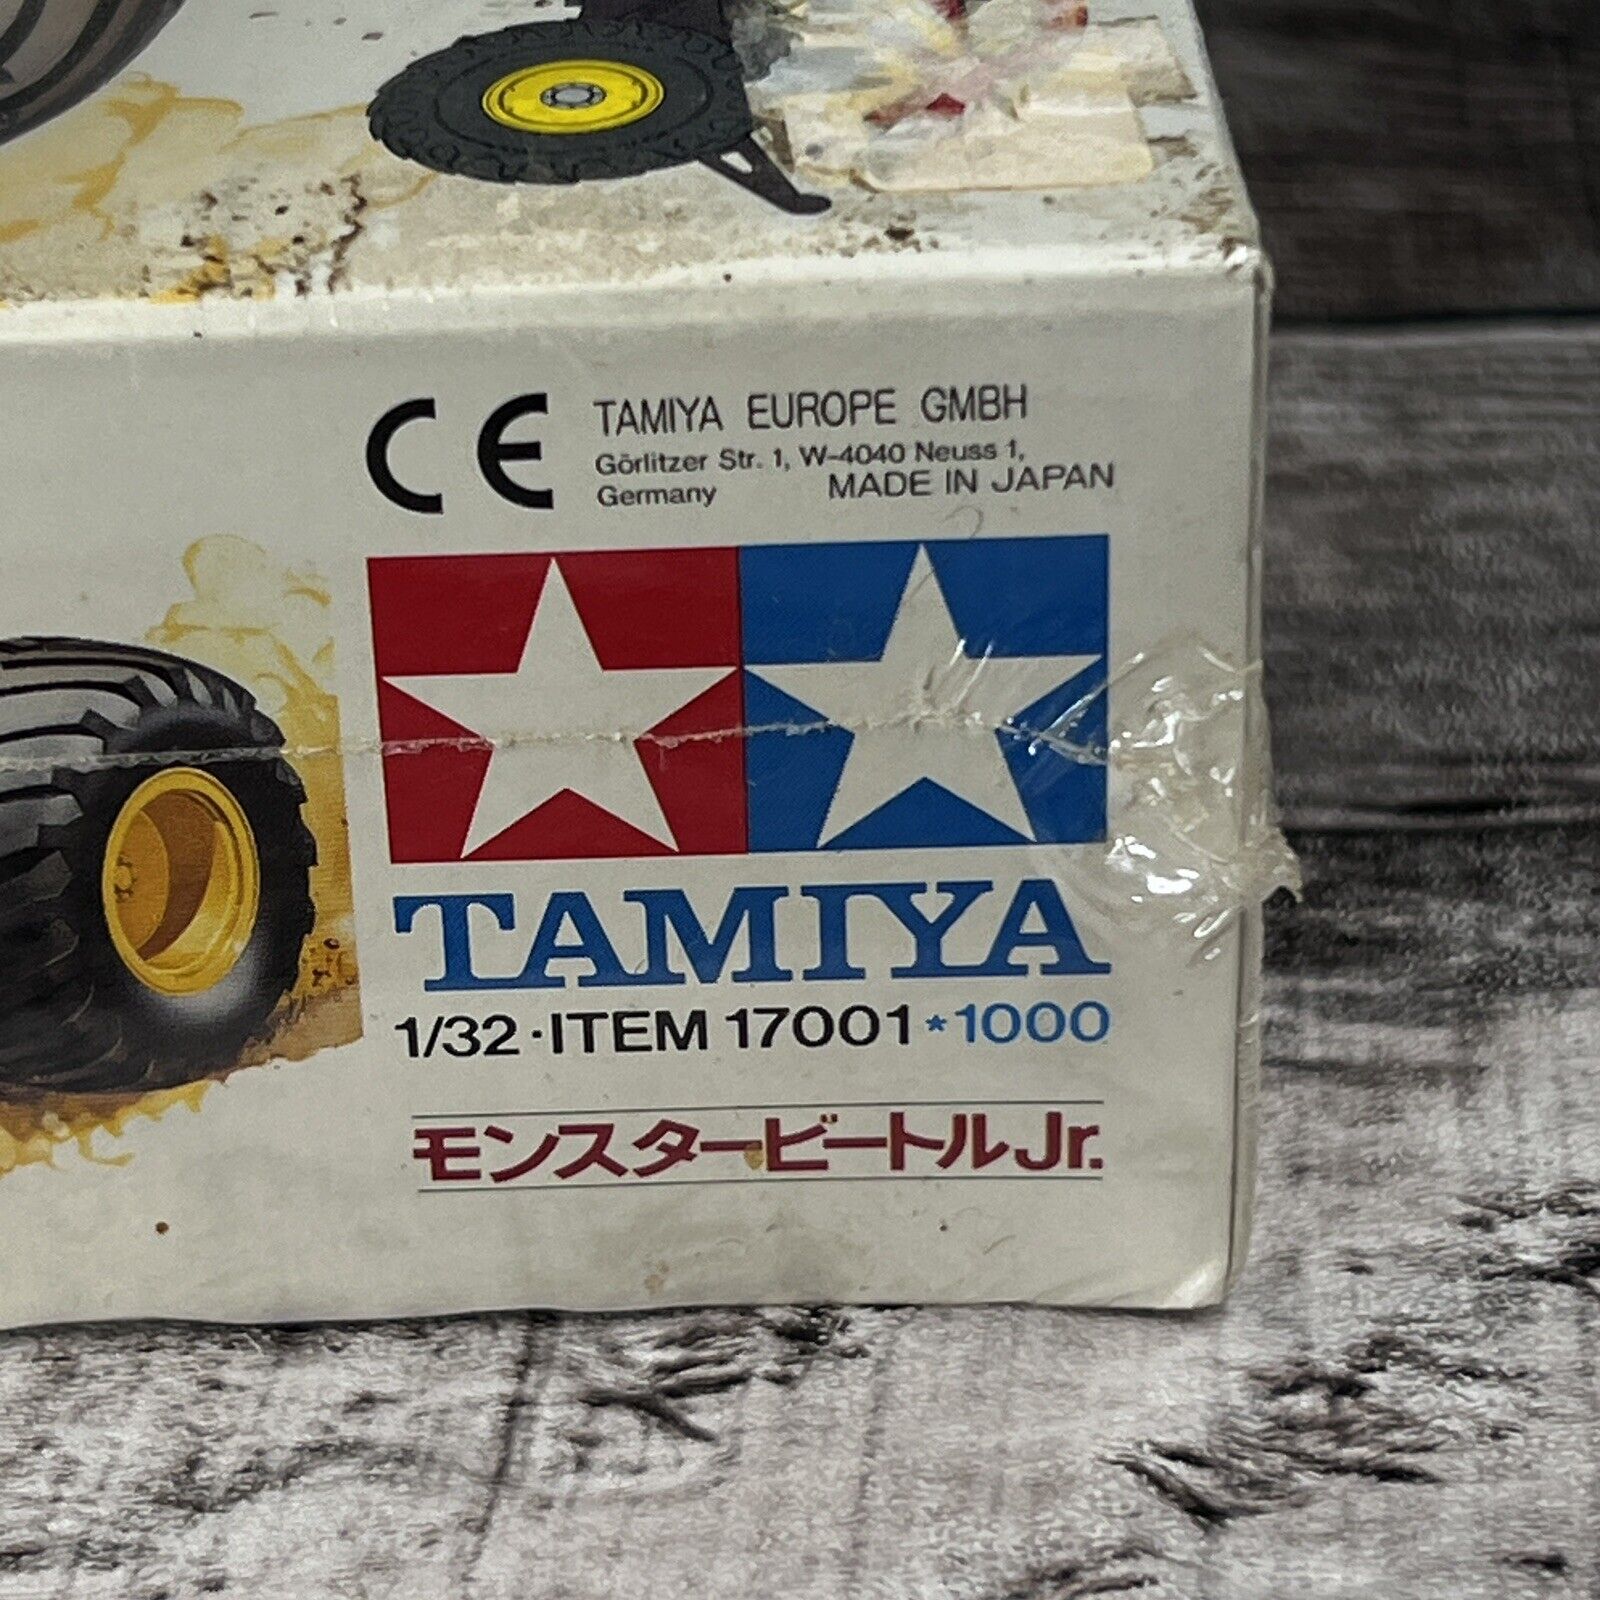 CE TAMIYA EUROPE GMBH
Görlitzer Str. 1, W-4040 Neuss 1,
Germany MADE IN JAPAN
TAMIYA
1/32・ITEM 17001*1000
モンスタービートルJr.